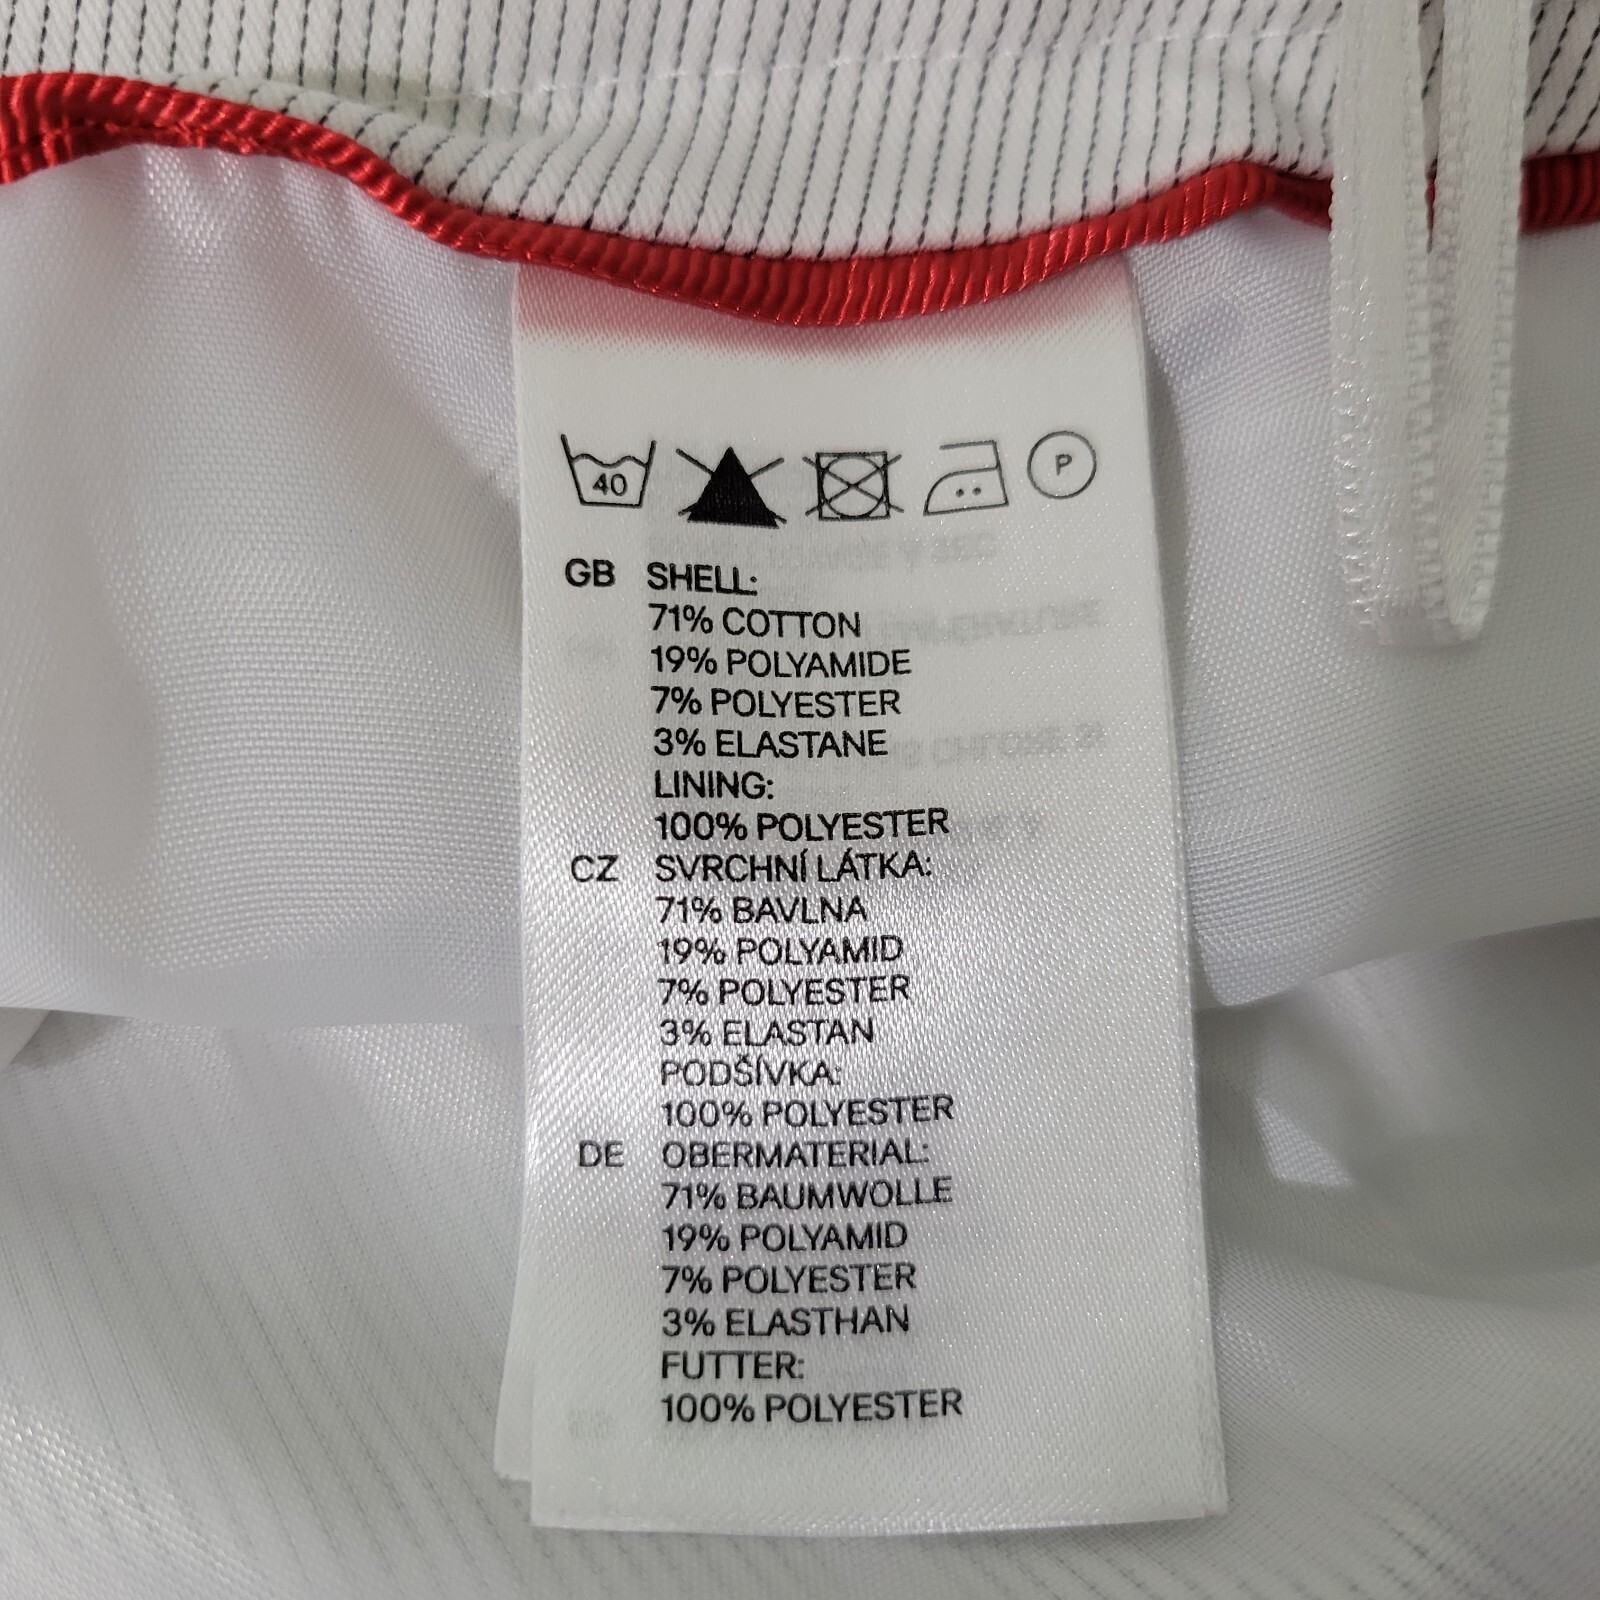 40
P
GB SHELL:
71% COTTON
19% POLYAMIDE
7% POLYESTER
3% ELASTANE
LINING:
100% POLYESTER
CZ SVRCHNÍ LÁTKA:
71% BAVLNA
19% POLYAMID
7% POLYESTER
3% ELASTAN
PODŠÍVKA:
100% POLYESTER
DE OBERMATERIAL:
71% BAUMWOLLE
19% POLYAMID
7% POLYESTER
3% ELASTHAN
FUTTER:
100% POLYESTER